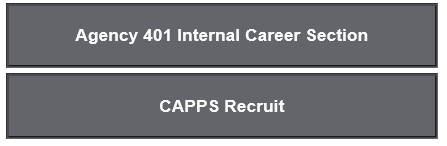 Agency 401 Internal Career Section
CAPPS Recruit